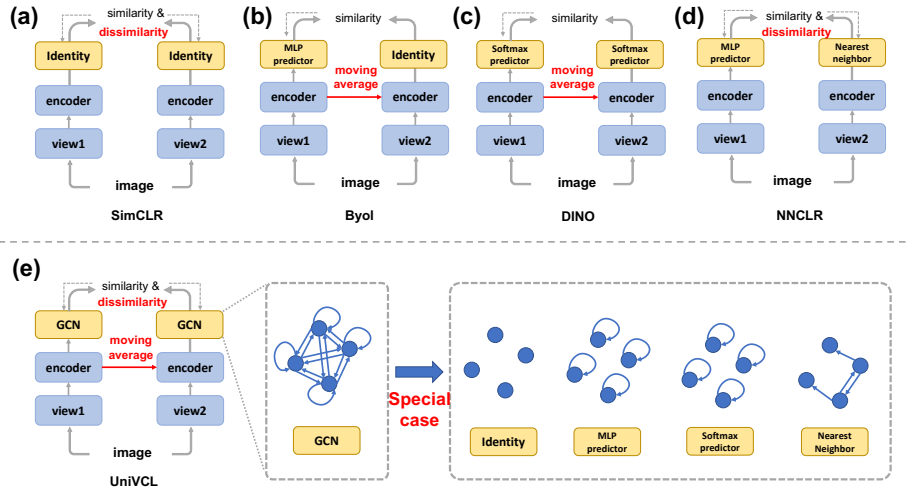 (a)
similarity &
dissimilarity
Identity
Identity
encoder
encoder
view1
view2
image
SimCLR
(b)
similarity
MLP
predictor
Identity
moving
average
encoder
encoder
view1
view2
image
Byol
(c)
similarity
Softmax
predictor
Softmax
predictor
moving
average
encoder
encoder
view1
view2
image
DINO
(d)
similarity &
dissimilarity
MLP
predictor
Nearest
neighbor
encoder
encoder
view1
view2
image
NNCLR
(e)
similarity &
dissimilarity
GCN
GCN
moving
average
encoder
encoder
view1
view2
image
UniVCL
GCN
Special
case
Identity
MLP
predictor
Softmax
predictor
Nearest
Neighbor